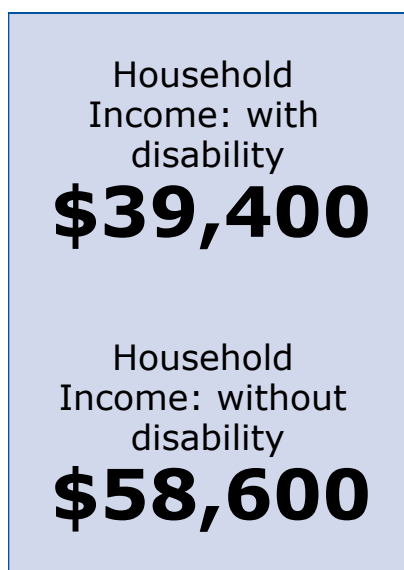 Household
Income: with
disability
$39,400
Household
Income: without
disability
$58,600